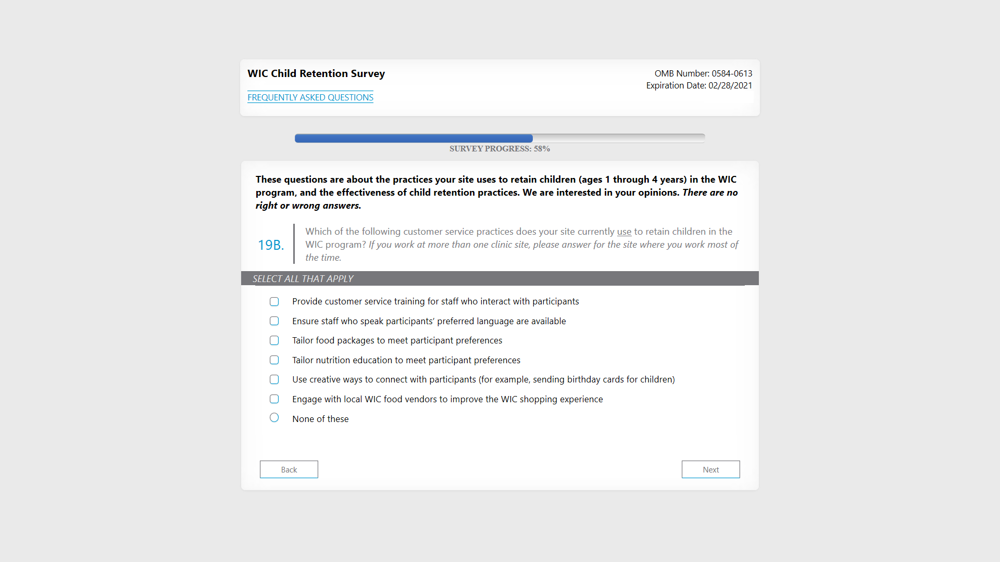 WIC Child Retention Survey
OMB Number: 0584-0613
Expiration Date: 02/28/2021
FREQUENTLY ASKED QUESTIONS
SURVEY PROGRESS: 58%
These questions are about the practices your site uses to retain children (ages 1 through 4 years) in the WIC
program, and the effectiveness of child retention practices. We are interested in your opinions. There are no
right or wrong answers.
19B.
Which of the following customer service practices does your site currently use to retain children in the
WIC program? If you work at more than one clinic site, please answer for the site where you work most of
the time.
SELECT ALL THAT APPLY
Provide customer service training for staff who interact with participants
Ensure staff who speak participants’ preferred language are available
Tailor food packages to meet participant preferences
Tailor nutrition education to meet participant preferences
Use creative ways to connect with participants (for example, sending birthday cards for children)
Engage with local WIC food vendors to improve the WIC shopping experience
None of these
Back
Next